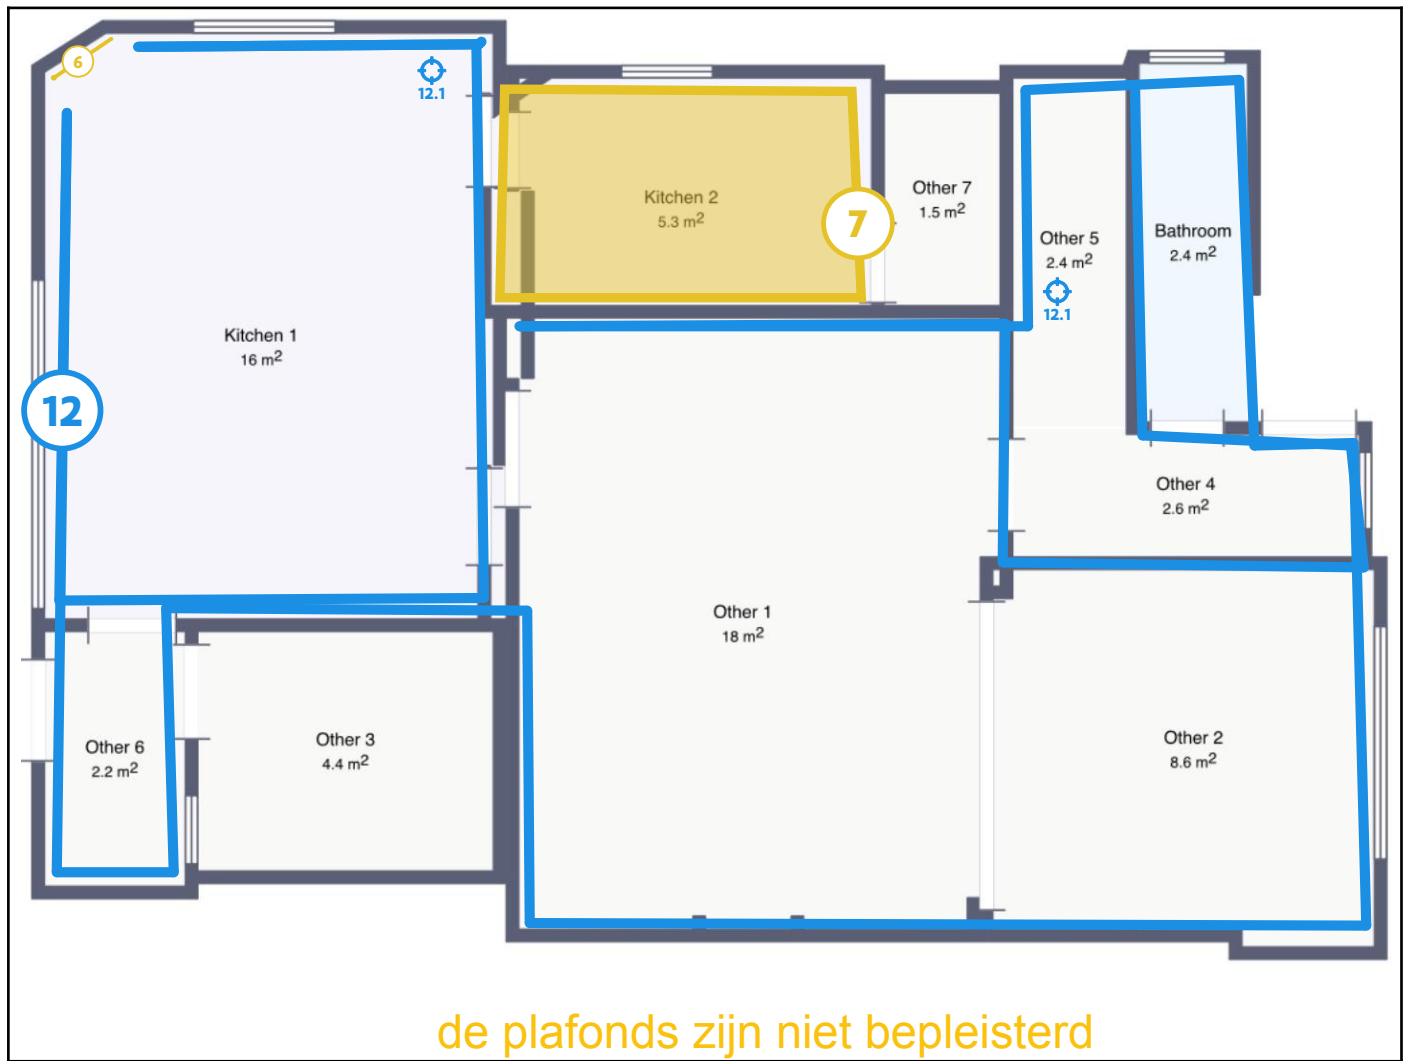 6
12.1
Kitchen 2
5.3 m2
7
Other 7
1.5 m2
Other 5
2.4 m2
12.1
Bathroom
2.4 m2
Kitchen 1
16 m2
12
Other 4
2.6 m2
Other 1
18 m2
Other 6
2.2 m2
Other 3
4.4 m2
Other 2
8.6 m2
de plafonds zijn niet bepleisterd